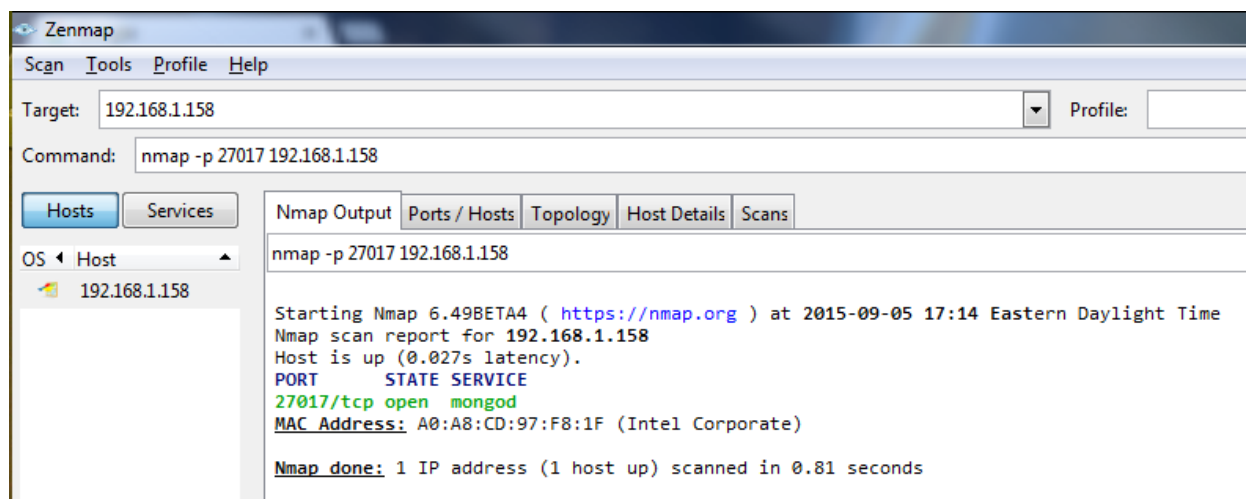 Zenmap
Scan Tools Profile Help
Target: 192.168.1.158 Profile:
Command: nmap -p 27017 192.168.1.158
Hosts Services
Nmap Output Ports / Hosts Topology Host Details Scans
OS Host
nmap -p 27017 192.168.1.158
192.168.1.158
Starting Nmap 6.49BETA4 ( https://nmap.org ) at 2015-09-05 17:14 Eastern Daylight Time
Nmap scan report for 192.168.1.158
Host is up (0.027s latency).
PORT STATE SERVICE
27017/tcp open mongod
MAC Address: A0:A8:CD:97:F8:1F (Intel Corporate)
Nmap done: 1 IP address (1 host up) scanned in 0.81 seconds